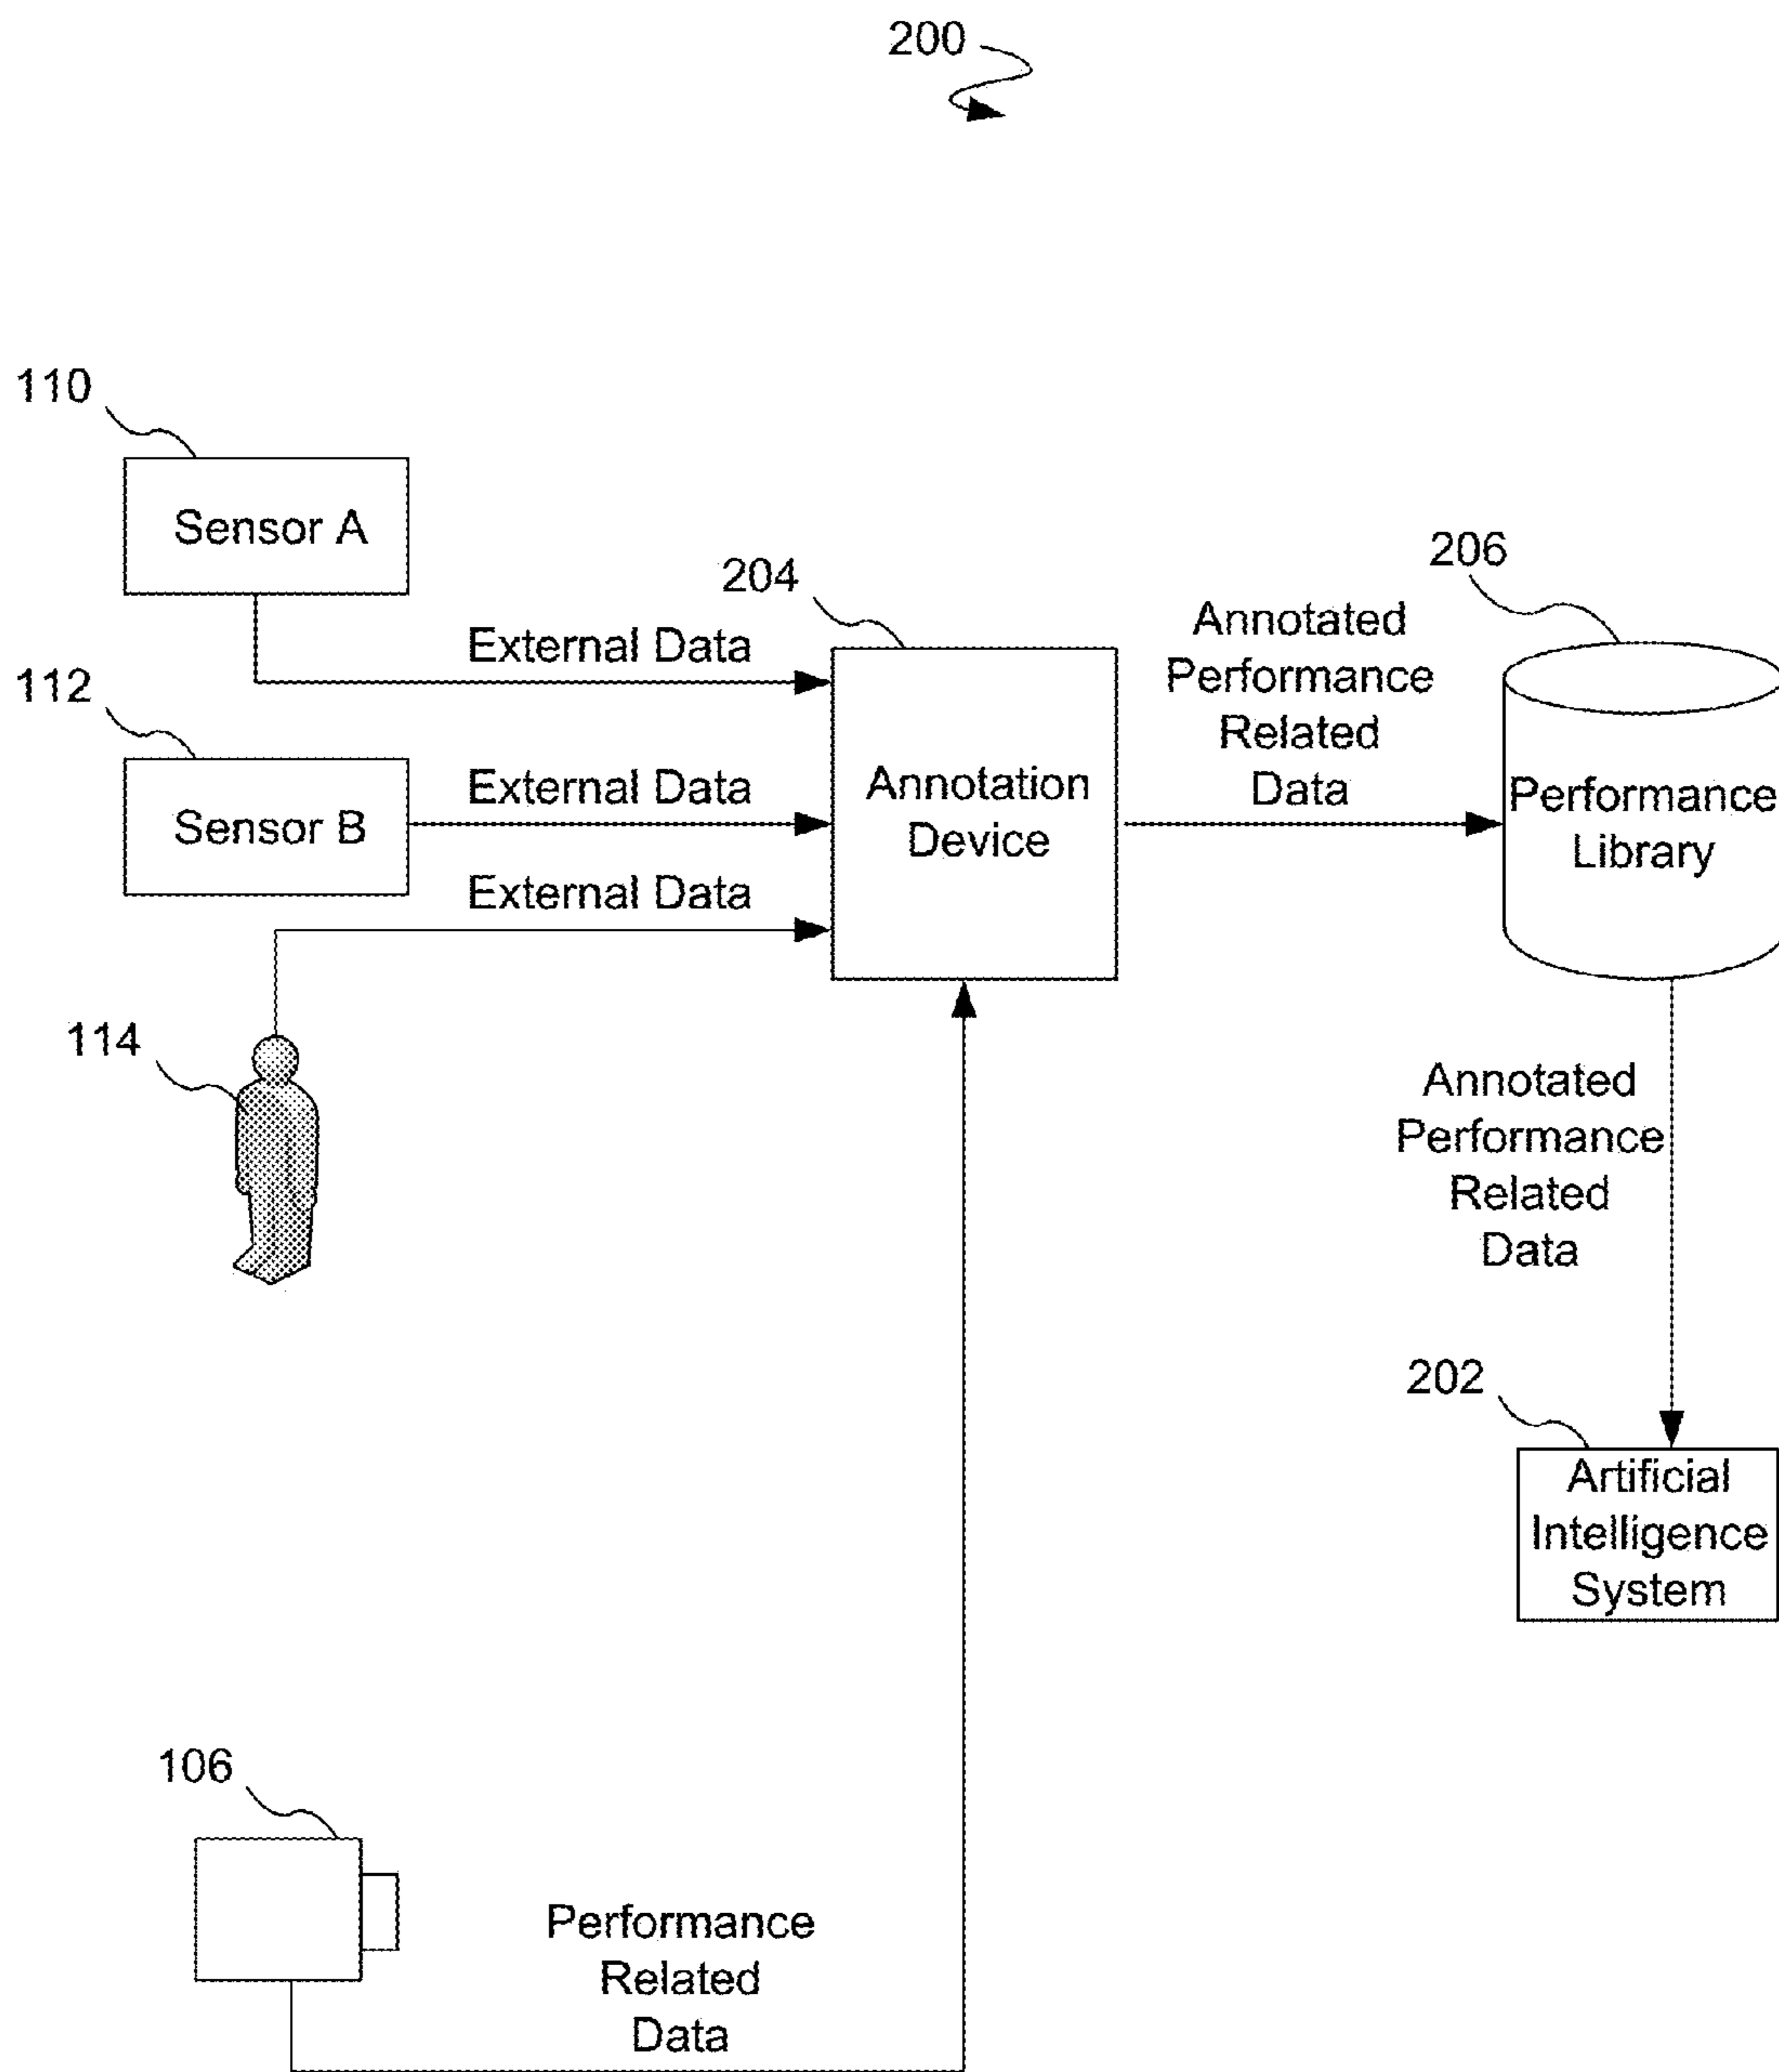 200
110
Sensor A
External Data
112
Sensor B
External Data
External Data
114
204
Annotation
Device
Annotated
Performance
Related
Data
206
Performance
Library
Annotated
Performance
Related
Data
202
Artificial
Intelligence
System
106
Performance
Related
Data